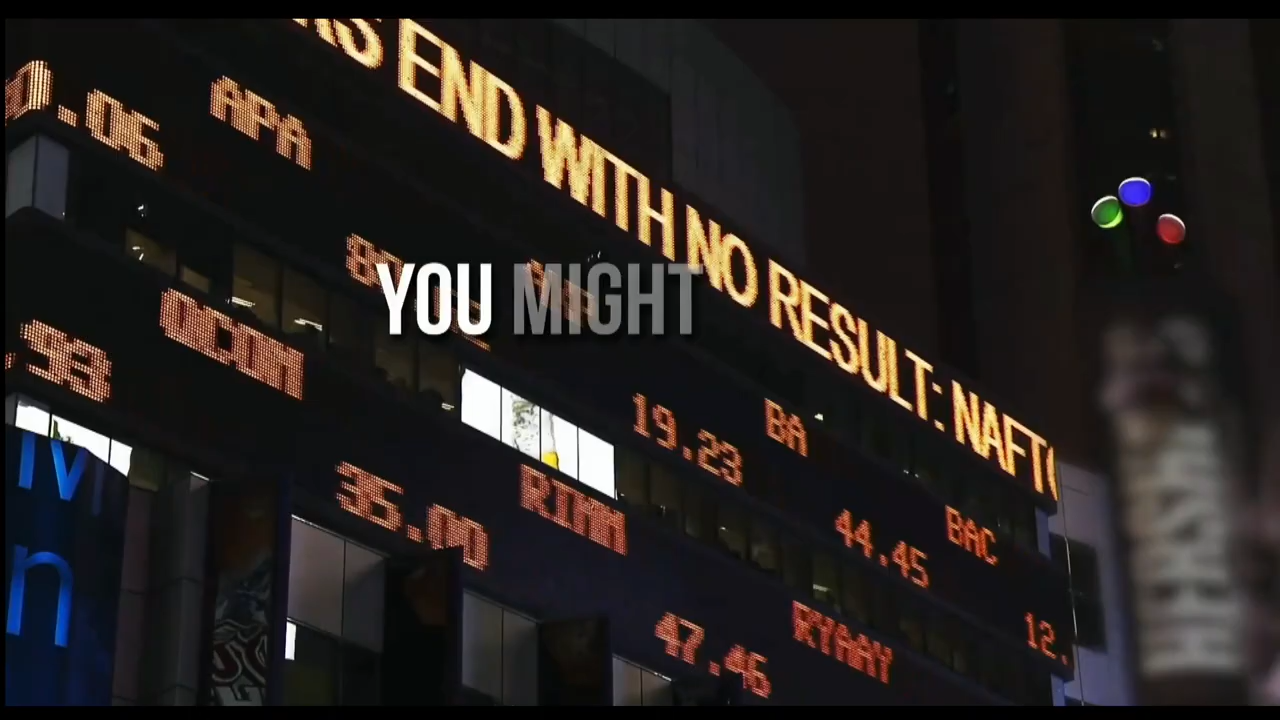 END WITH NO RESULT: NAFT
0.06 APA
YOU MIGHT
.93 QCOM
19.23 BA
35.00 RIMM
44.45 BAC
47.46 RYAAY
12.
iv
n